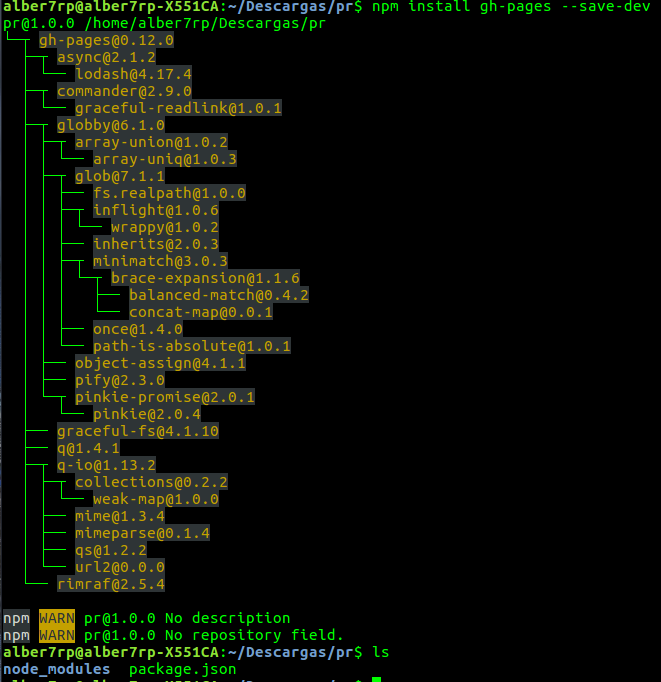 alber7rp@alber7rp-X551CA:~/Descargas/pr$ npm install gh-pages --save-dev
pr@1.0.0 /home/alber7rp/Descargas/pr
└─┬ gh-pages@0.12.0
  ├─┬ async@2.1.2
  │ └── lodash@4.17.4
  ├─┬ commander@2.9.0
  │ └── graceful-readlink@1.0.1
  ├─┬ globby@6.1.0
  │ ├─┬ array-union@1.0.2
  │ │ └── array-uniq@1.0.3
  │ ├─┬ glob@7.1.1
  │ │ ├── fs.realpath@1.0.0
  │ │ ├─┬ inflight@1.0.6
  │ │ │ └── wrappy@1.0.2
  │ │ ├── inherits@2.0.3
  │ │ ├─┬ minimatch@3.0.3
  │ │ │ └─┬ brace-expansion@1.1.6
  │ │ │   ├── balanced-match@0.4.2
  │ │ │   └── concat-map@0.0.1
  │ │ ├── once@1.4.0
  │ │ └── path-is-absolute@1.0.1
  │ ├── object-assign@4.1.1
  │ ├── pify@2.3.0
  │ └─┬ pinkie-promise@2.0.1
  │   └── pinkie@2.0.4
  ├── graceful-fs@4.1.10
  ├── q@1.4.1
  ├─┬ q-io@1.13.2
  │ ├─┬ collections@0.2.2
  │ │ └── weak-map@1.0.0
  │ ├── mime@1.3.4
  │ ├── mimeparse@0.1.4
  │ ├── qs@1.2.2
  │ └── url2@0.0.0
  └── rimraf@2.5.4
npm WARN pr@1.0.0 No description
npm WARN pr@1.0.0 No repository field.
alber7rp@alber7rp-X551CA:~/Descargas/pr$ ls
node_modules  package.json
alber7rp@alber7rp-X551CA:~/Descargas/pr$